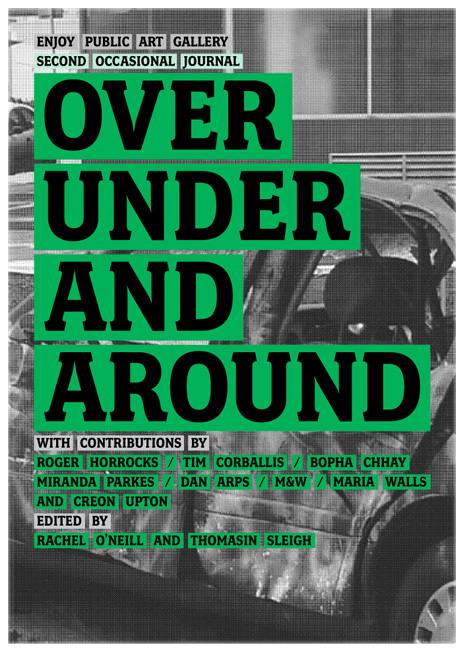 ENJOY PUBLIC ART GALLERY
SECOND OCCASIONAL JOURNAL
OVER
UNDER
AND
AROUND
WITH CONTRIBUTIONS BY
ROGER HORROCKS / TIM CORBALLIS / BOPHA CHHAY
MIRANDA PARKES / DAN ARPS / M&W / MARIA WALLS
AND CREON UPTON
EDITED BY
RACHEL O'NEILL AND THOMASIN SLEIGH